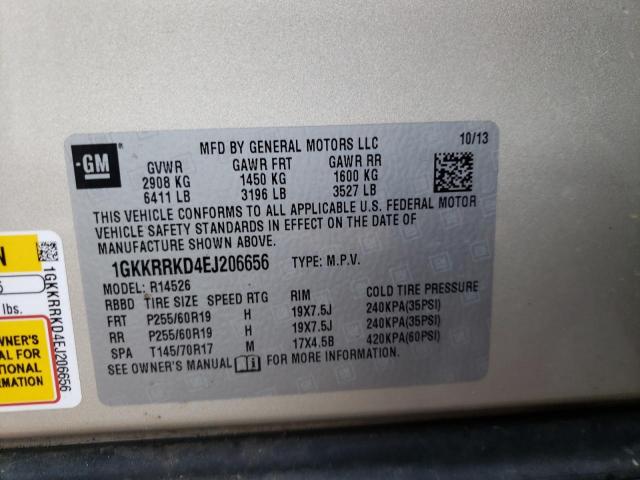 GM
MFD BY GENERAL MOTORS LLC 10/13
GVWR GAWR FRT GAWR RR
2908 KG 1450 KG 1600 KG
6411 LB 3196 LB 3527 LB
THIS VEHICLE CONFORMS TO ALL APPLICABLE U.S. FEDERAL MOTOR
VEHICLE SAFETY STANDARDS IN EFFECT ON THE DATE OF
MANUFACTURE SHOWN ABOVE.
1GKKRRKD4EJ206656 TYPE: M.P.V.
MODEL: R14526
RBBD TIRE SIZE SPEED RTG RIM COLD TIRE PRESSURE
FRT P255/60R19 H 19X7.5J 240KPA(35PSI)
RR P255/60R19 H 19X7.5J 240KPA(35PSI)
SPA T145/70R17 M 17X4.5B 420KPA(60PSI)
SEE OWNER'S MANUAL FOR MORE INFORMATION.
1GKKRRKD4EJ206656
lbs.
OWNER'S
FOR